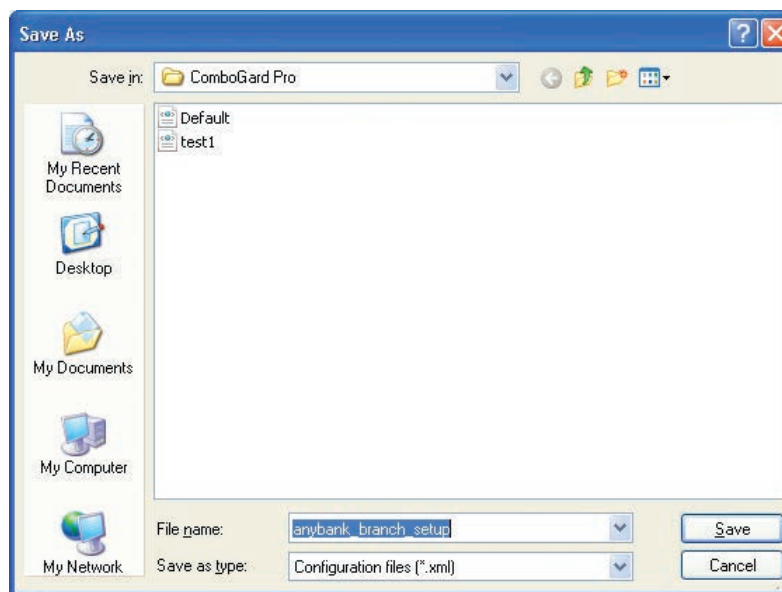 Save As
Save in:
ComboGard Pro
Default
test1
My Recent
Documents
Desktop
My Documents
My Computer
My Network
File name:
anybank_branch_setup
Save
Save as type:
Configuration files (*.xml)
Cancel